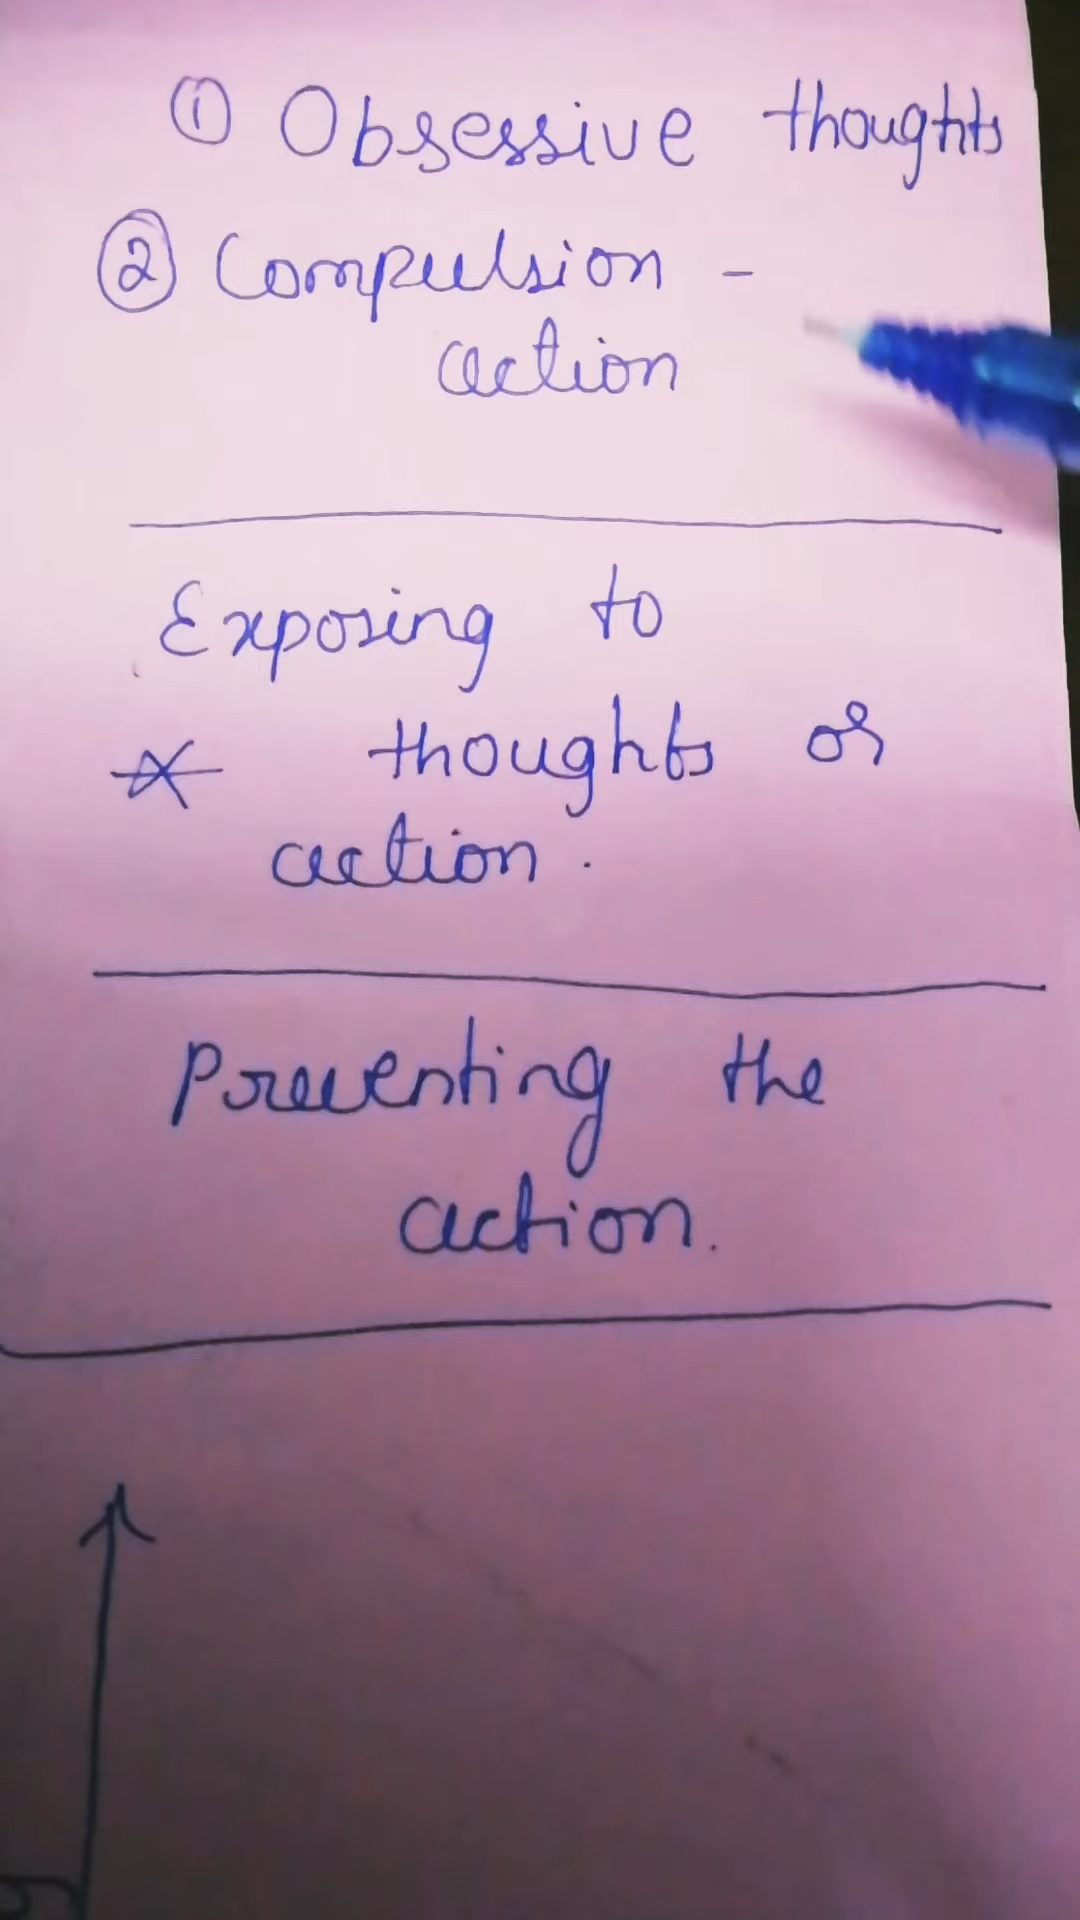 ① Obsessive thoughts
② Compulsion -
action
Exposing to
* thoughts or
action.
Preventing the
action.